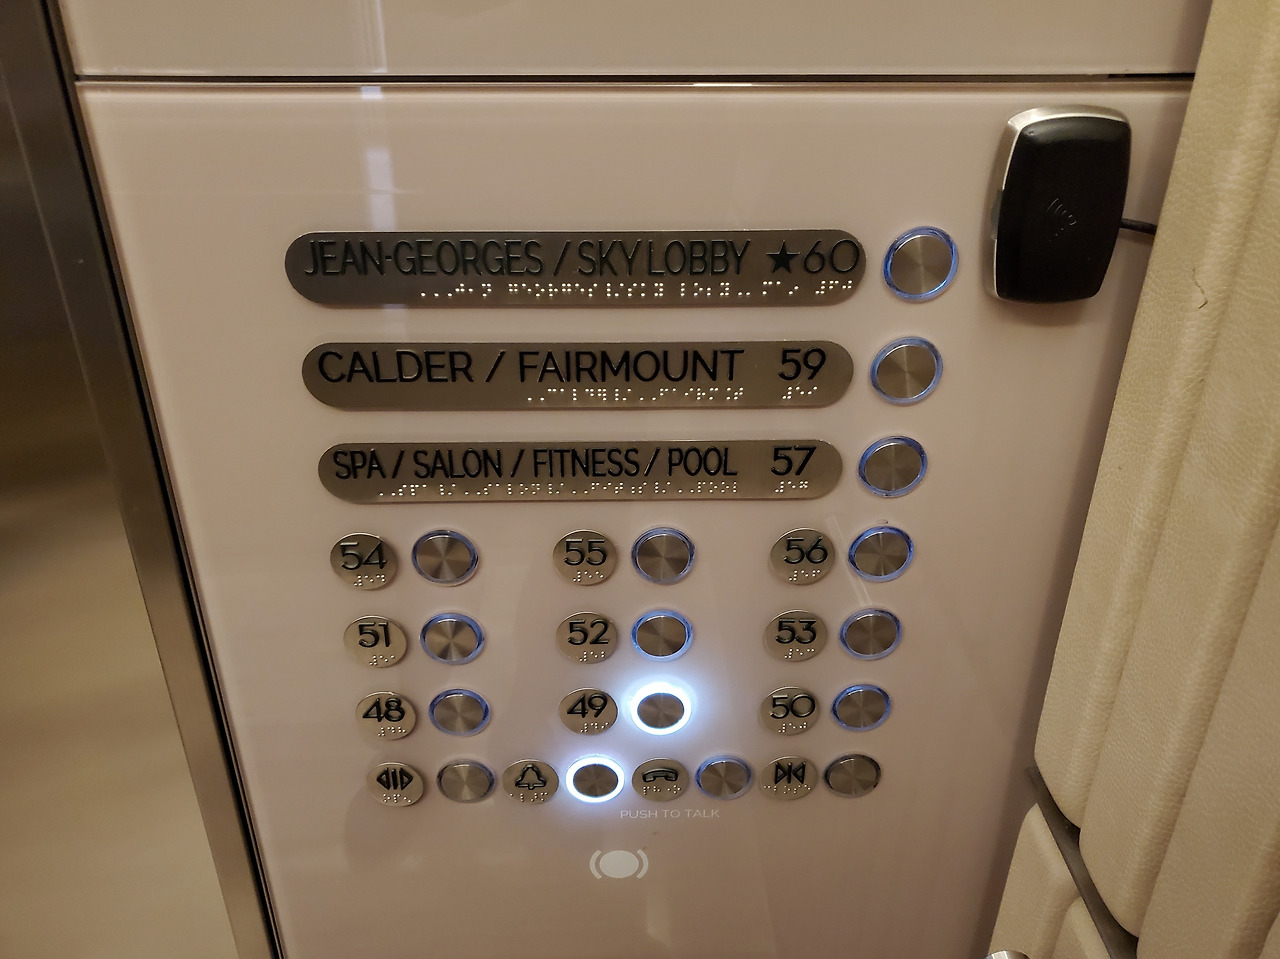 JEAN-GEORGES / SKY LOBBY ★60
CALDER / FAIRMOUNT 59
SPA / SALON / FITNESS / POOL 57
54 55 56
51 52 53
48 49 50
PUSH TO TALK